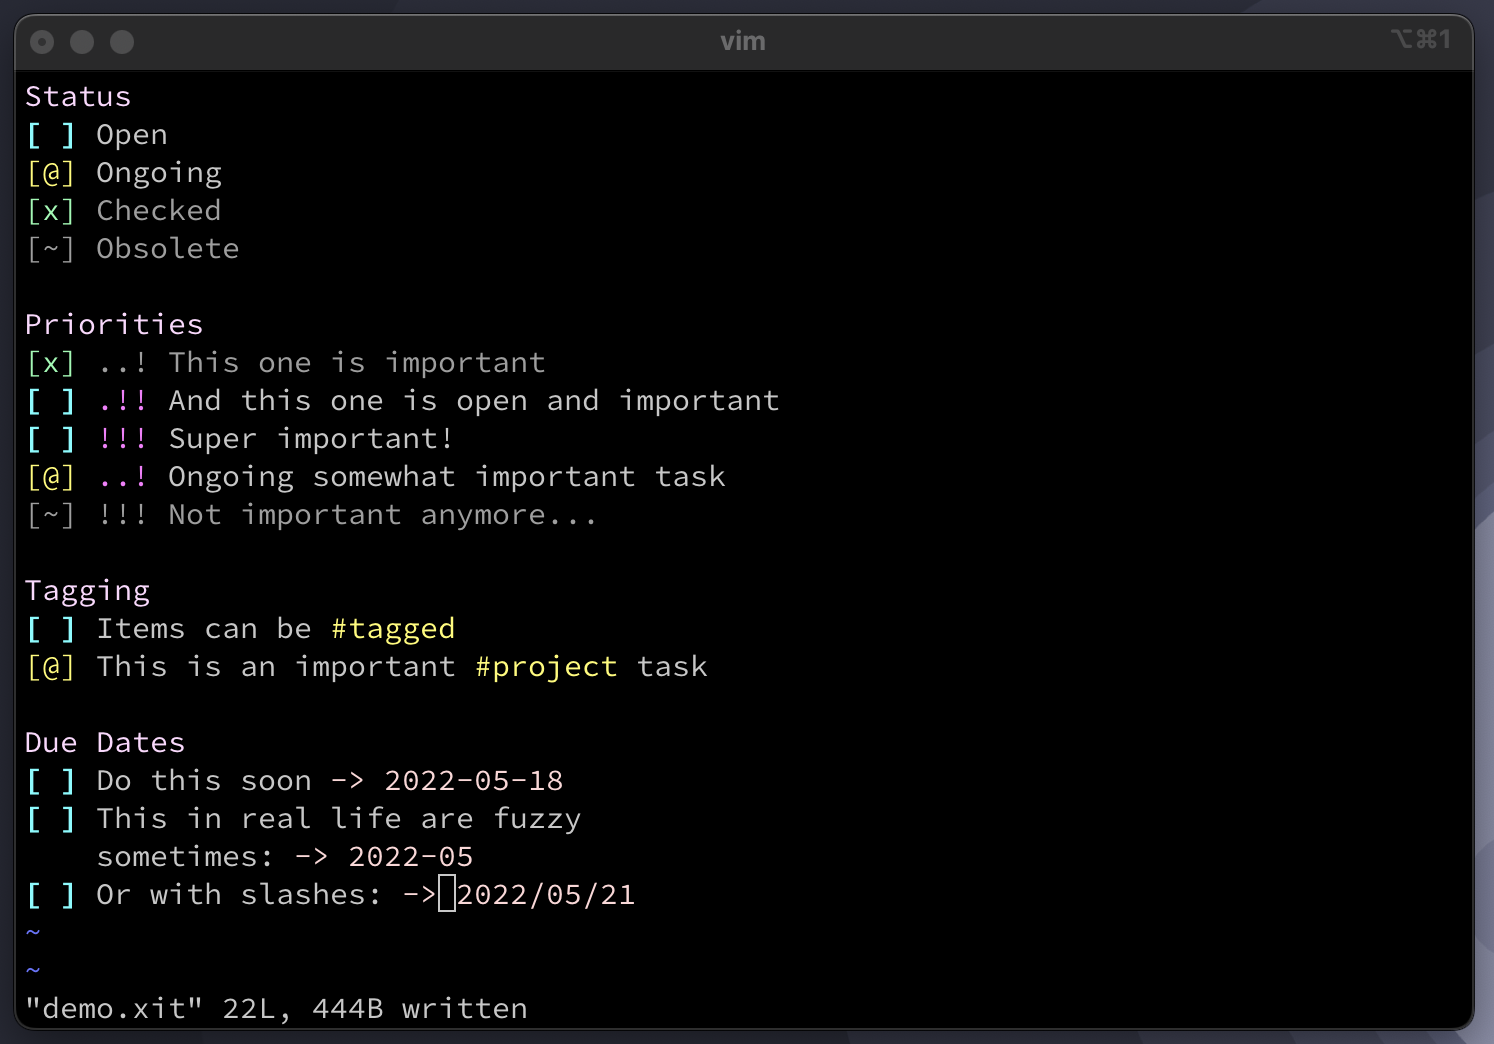 vim
⌥⌘1
Status
[ ] Open
[@] Ongoing
[x] Checked
[~] Obsolete
Priorities
[x] ..! This one is important
[ ] .!! And this one is open and important
[ ] !!! Super important!
[@] ..! Ongoing somewhat important task
[~] !!! Not important anymore...
Tagging
[ ] Items can be #tagged
[@] This is an important #project task
Due Dates
[ ] Do this soon -> 2022-05-18
[ ] This in real life are fuzzy
sometimes: -> 2022-05
[ ] Or with slashes: -> 2022/05/21
~
~
"demo.xit" 22L, 444B written